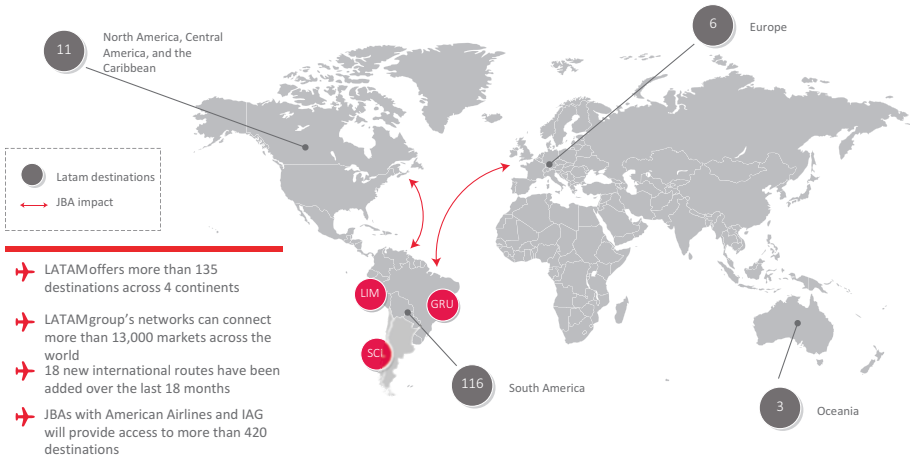 11
North America, Central
America, and the
Caribbean
6
Europe
Latam destinations
JBA impact
LATAMoffers more than 135
destinations across 4 continents
LATAMgroup's networks can connect
more than 13,000 markets across the
world
18 new international routes have been
added over the last 18 months
JBAs with American Airlines and IAG
will provide access to more than 420
destinations
LIM
GRU
SCL
116
South America
3
Oceania